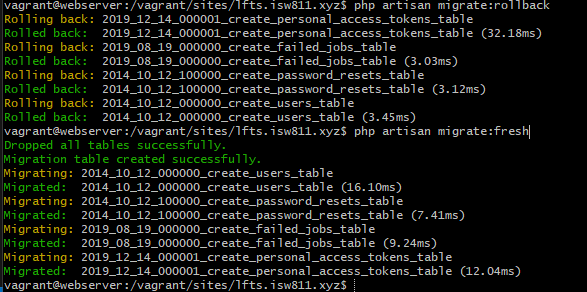 vagrant@webserver:/vagrant/sites/lfts.isw811.xyz$ php artisan migrate:rollback
Rolling back: 2019_12_14_000001_create_personal_access_tokens_table
Rolled back:  2019_12_14_000001_create_personal_access_tokens_table (32.18ms)
Rolling back: 2019_08_19_000000_create_failed_jobs_table
Rolled back:  2019_08_19_000000_create_failed_jobs_table (3.03ms)
Rolling back: 2014_10_12_100000_create_password_resets_table
Rolled back:  2014_10_12_100000_create_password_resets_table (3.12ms)
Rolling back: 2014_10_12_000000_create_users_table
Rolled back:  2014_10_12_000000_create_users_table (3.45ms)
vagrant@webserver:/vagrant/sites/lfts.isw811.xyz$ php artisan migrate:fresh
Dropped all tables successfully.
Migration table created successfully.
Migrating: 2014_10_12_000000_create_users_table
Migrated:  2014_10_12_000000_create_users_table (16.10ms)
Migrating: 2014_10_12_100000_create_password_resets_table
Migrated:  2014_10_12_100000_create_password_resets_table (7.41ms)
Migrating: 2019_08_19_000000_create_failed_jobs_table
Migrated:  2019_08_19_000000_create_failed_jobs_table (9.24ms)
Migrating: 2019_12_14_000001_create_personal_access_tokens_table
Migrated:  2019_12_14_000001_create_personal_access_tokens_table (12.04ms)
vagrant@webserver:/vagrant/sites/lfts.isw811.xyz$